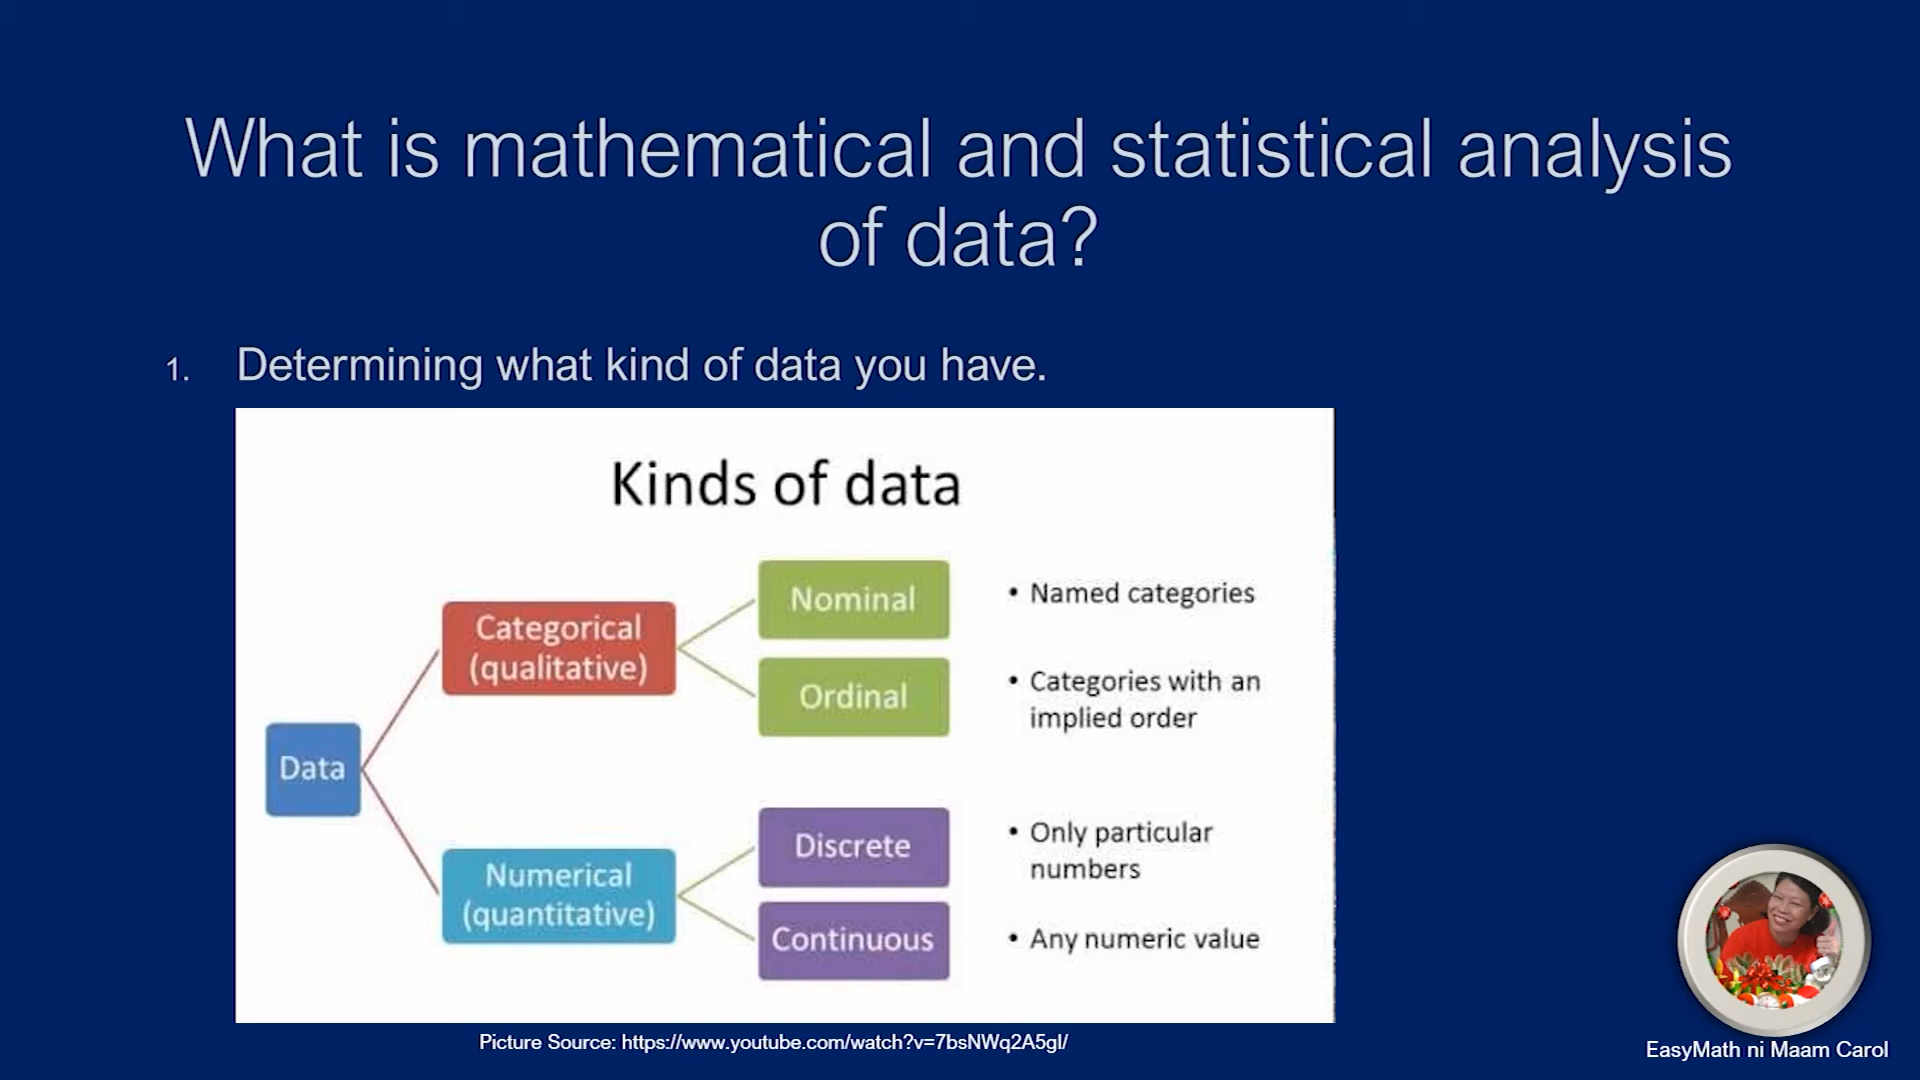 What is mathematical and statistical analysis
of data?
1. Determining what kind of data you have.
Kinds of data
Data
Categorical
(qualitative)
Nominal
• Named categories
Ordinal
• Categories with an
implied order
Numerical
(quantitative)
Discrete
• Only particular
numbers
Continuous
• Any numeric value
Picture Source: https://www.youtube.com/watch?v=7bsNWq2A5gI/
EasyMath ni Maam Carol